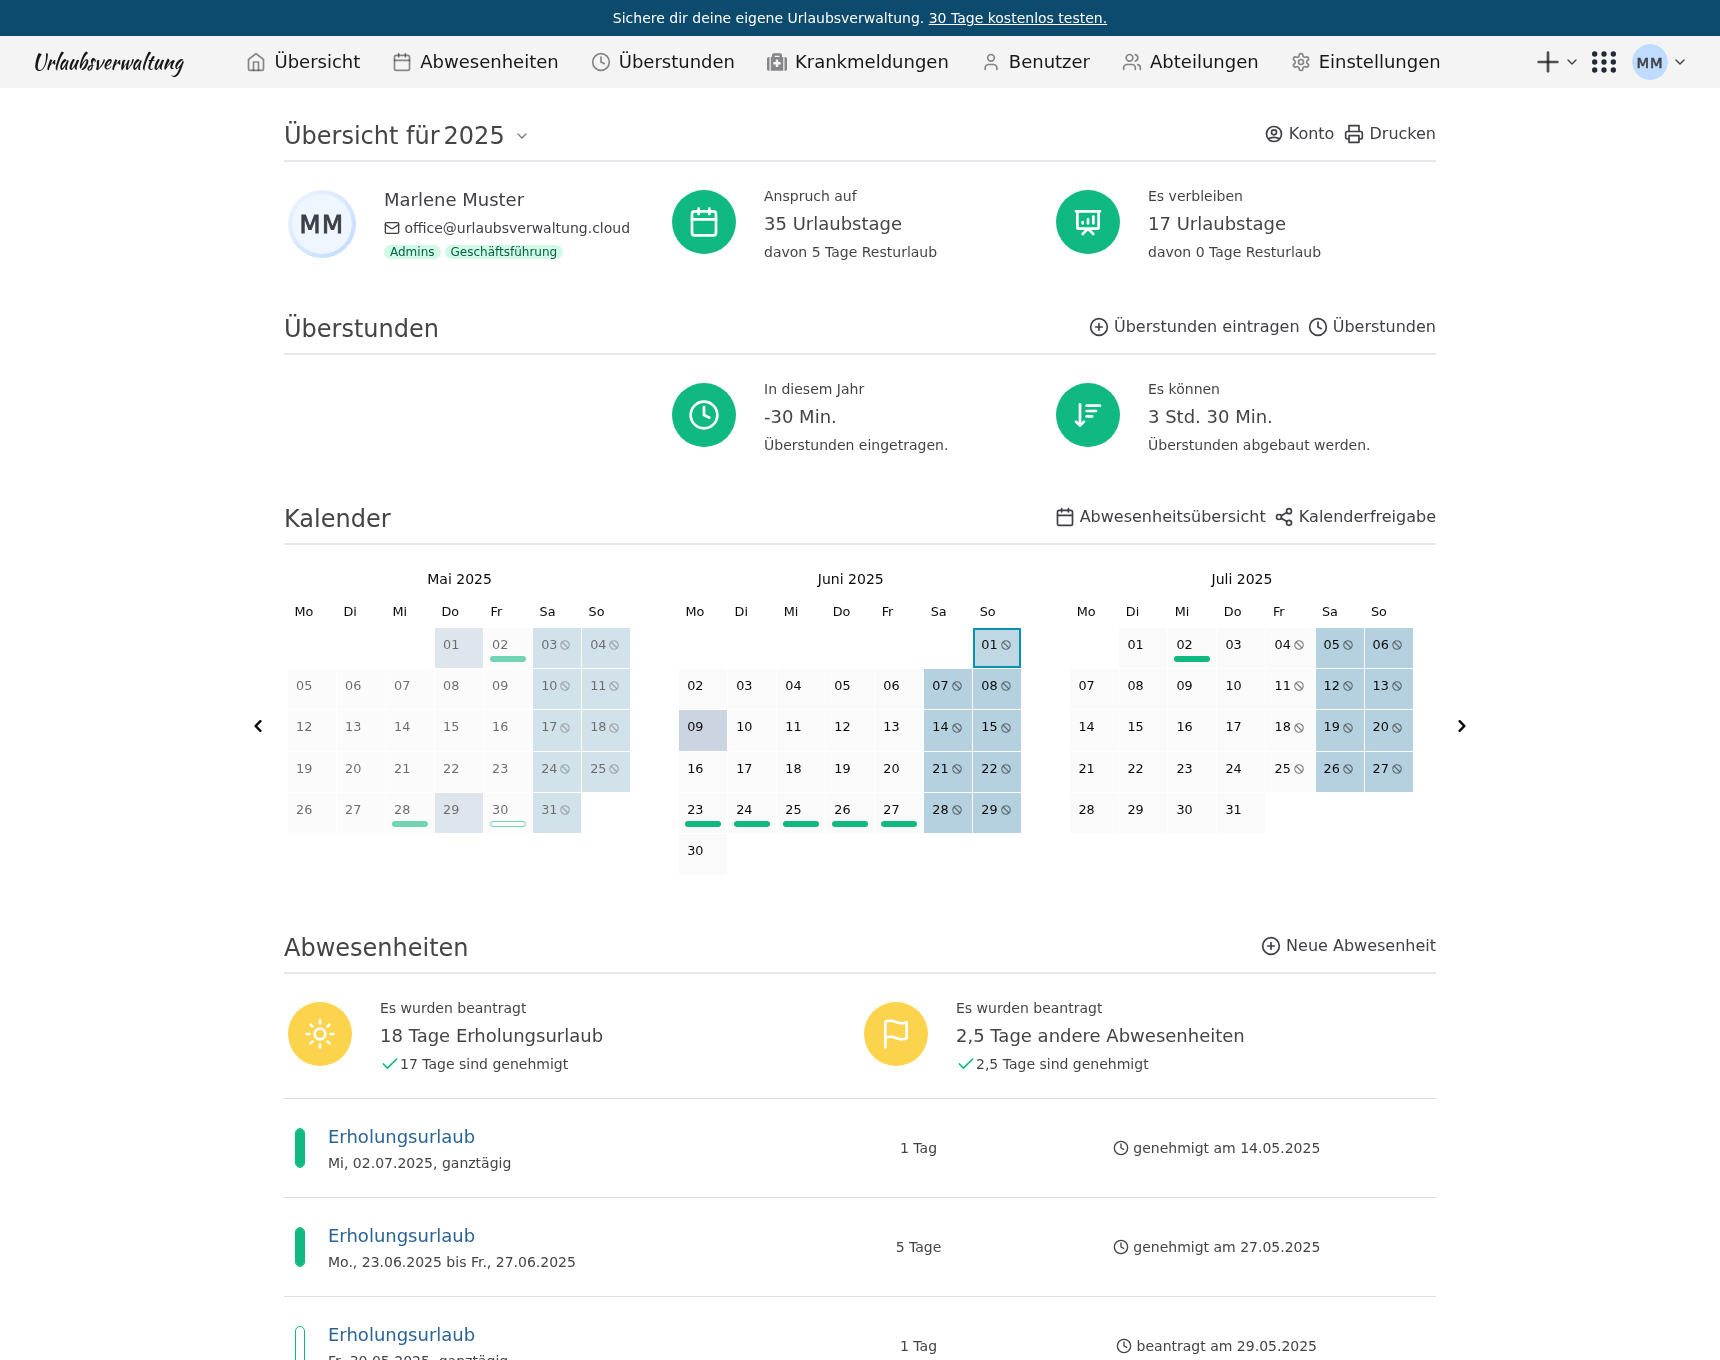 Sichere dir deine eigene Urlaubsverwaltung. 30 Tage kostenlos testen.
Urlaubsverwaltung Übersicht Abwesenheiten Überstunden Krankmeldungen Benutzer Abteilungen Einstellungen MM
Übersicht für 2025 Konto Drucken
MM
Marlene Muster
office@urlaubsverwaltung.cloud
Admins Geschäftsführung
Anspruch auf
35 Urlaubstage
davon 5 Tage Resturlaub
Es verbleiben
17 Urlaubstage
davon 0 Tage Resturlaub
Überstunden Überstunden eintragen Überstunden
In diesem Jahr
-30 Min.
Überstunden eingetragen.
Es können
3 Std. 30 Min.
Überstunden abgebaut werden.
Kalender Abwesenheitsübersicht Kalenderfreigabe
Mai 2025
Mo Di Mi Do Fr Sa So
01 02 03 04
05 06 07 08 09 10 11
12 13 14 15 16 17 18
19 20 21 22 23 24 25
26 27 28 29 30 31
Juni 2025
Mo Di Mi Do Fr Sa So
01
02 03 04 05 06 07 08
09 10 11 12 13 14 15
16 17 18 19 20 21 22
23 24 25 26 27 28 29
30
Juli 2025
Mo Di Mi Do Fr Sa So
01 02 03 04 05 06
07 08 09 10 11 12 13
14 15 16 17 18 19 20
21 22 23 24 25 26 27
28 29 30 31
Abwesenheiten Neue Abwesenheit
Es wurden beantragt
18 Tage Erholungsurlaub
17 Tage sind genehmigt
Es wurden beantragt
2,5 Tage andere Abwesenheiten
2,5 Tage sind genehmigt
Erholungsurlaub
Mi, 02.07.2025, ganztägig
1 Tag
genehmigt am 14.05.2025
Erholungsurlaub
Mo., 23.06.2025 bis Fr., 27.06.2025
5 Tage
genehmigt am 27.05.2025
Erholungsurlaub
Fr, 30.05.2025, ganztägig
1 Tag
beantragt am 29.05.2025